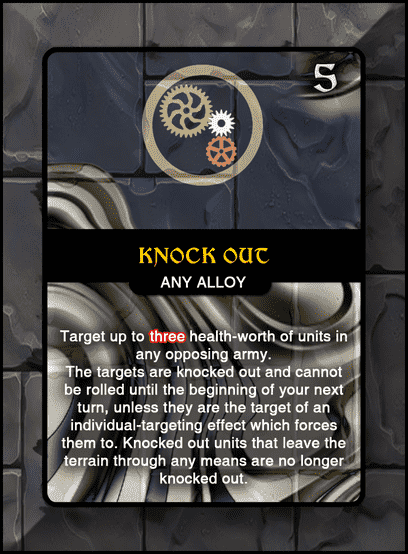 5
KNOCK OUT
ANY ALLOY
Target up to three health-worth of units in
any opposing army.
The targets are knocked out and cannot
be rolled until the beginning of your next
turn, unless they are the target of an
individual-targeting effect which forces
them to. Knocked out units that leave the
terrain through any means are no longer
knocked out.